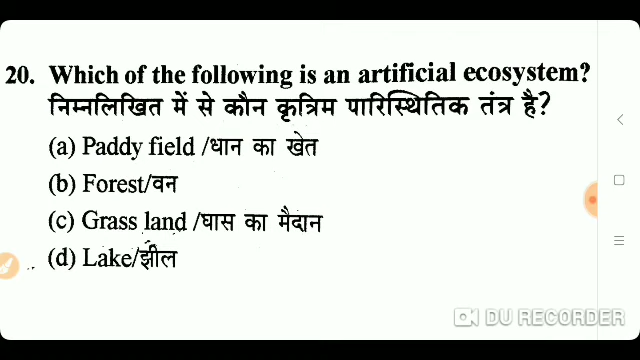 20. Which of the following is an artificial ecosystem?
निम्नलिखित में से कौन कृत्रिम पारिस्थितिक तंत्र है?
(a) Paddy field /धान का खेत
(b) Forest/वन
(c) Grass land /घास का मैदान
(d) Lake/झील
DU RECORDER